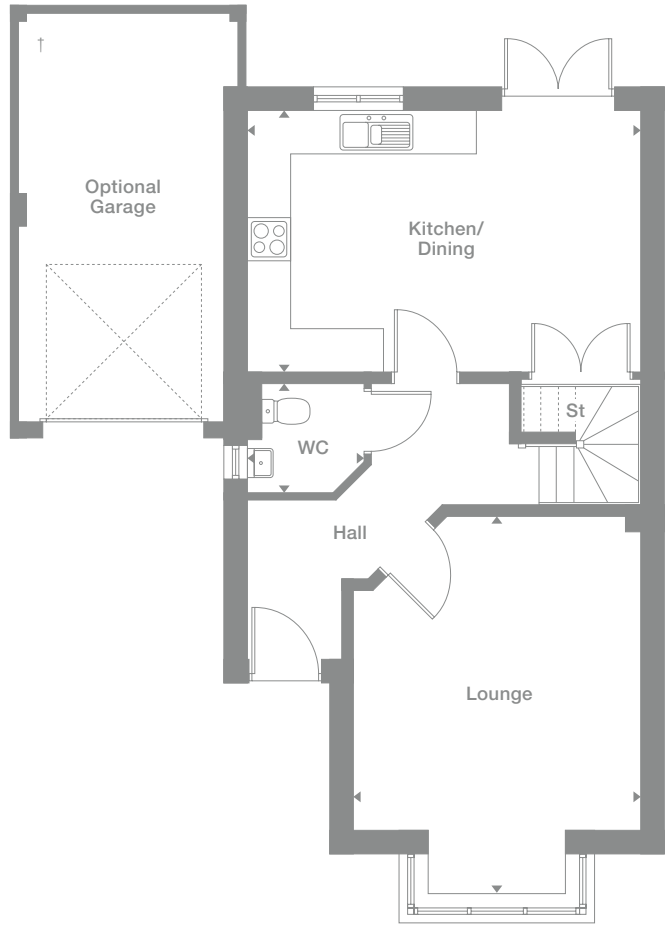 †
Optional
Garage
Kitchen/
Dining
St
WC
Hall
Lounge